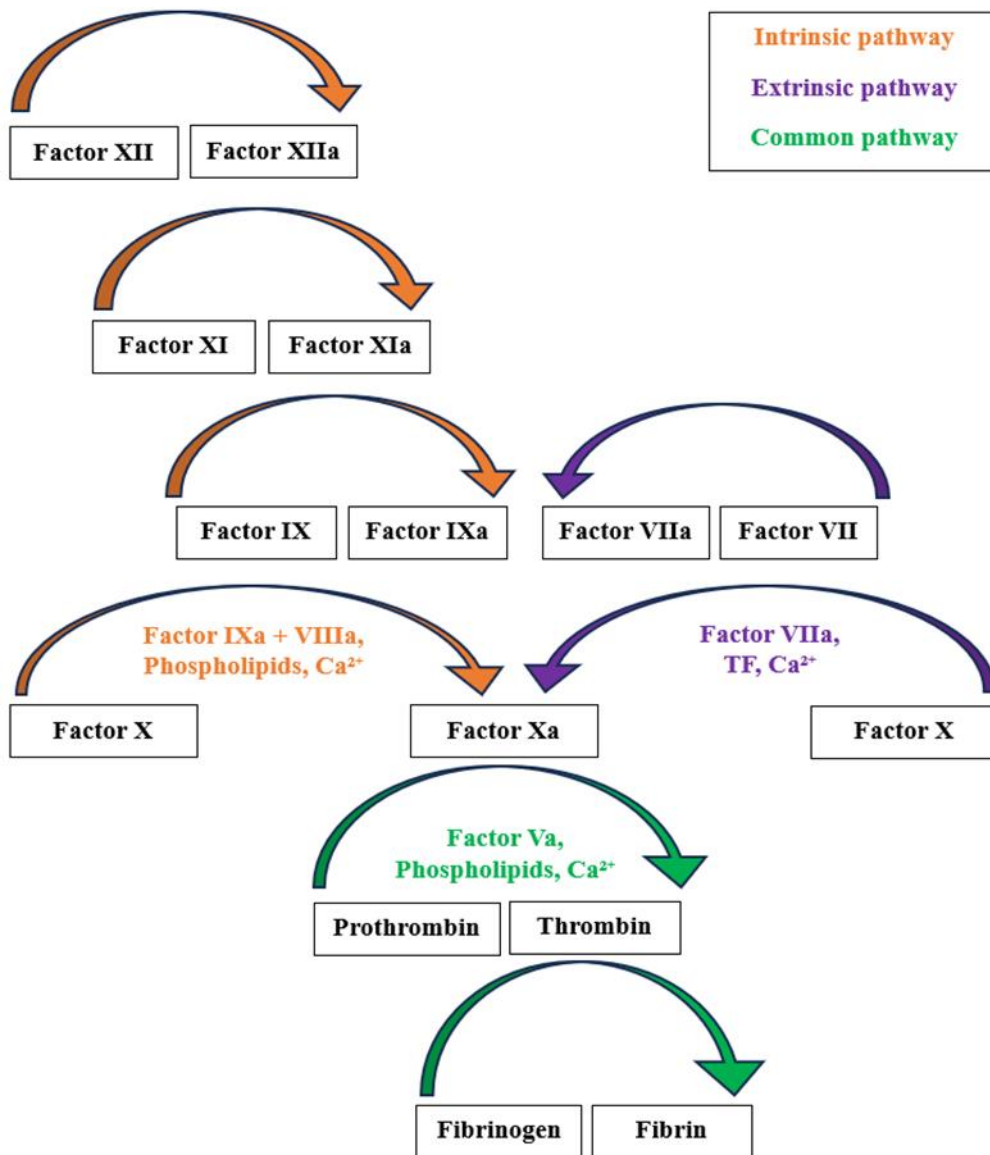 Intrinsic pathway
Extrinsic pathway
Common pathway
Factor XII
Factor XIIa
Factor XI
Factor XIa
Factor IX
Factor IXa
Factor VIIa
Factor VII
Factor IXa + VIIIa,
Phospholipids, Ca²⁺
Factor VIIa,
TF, Ca²⁺
Factor X
Factor Xa
Factor X
Factor Va,
Phospholipids, Ca²⁺
Prothrombin
Thrombin
Fibrinogen
Fibrin